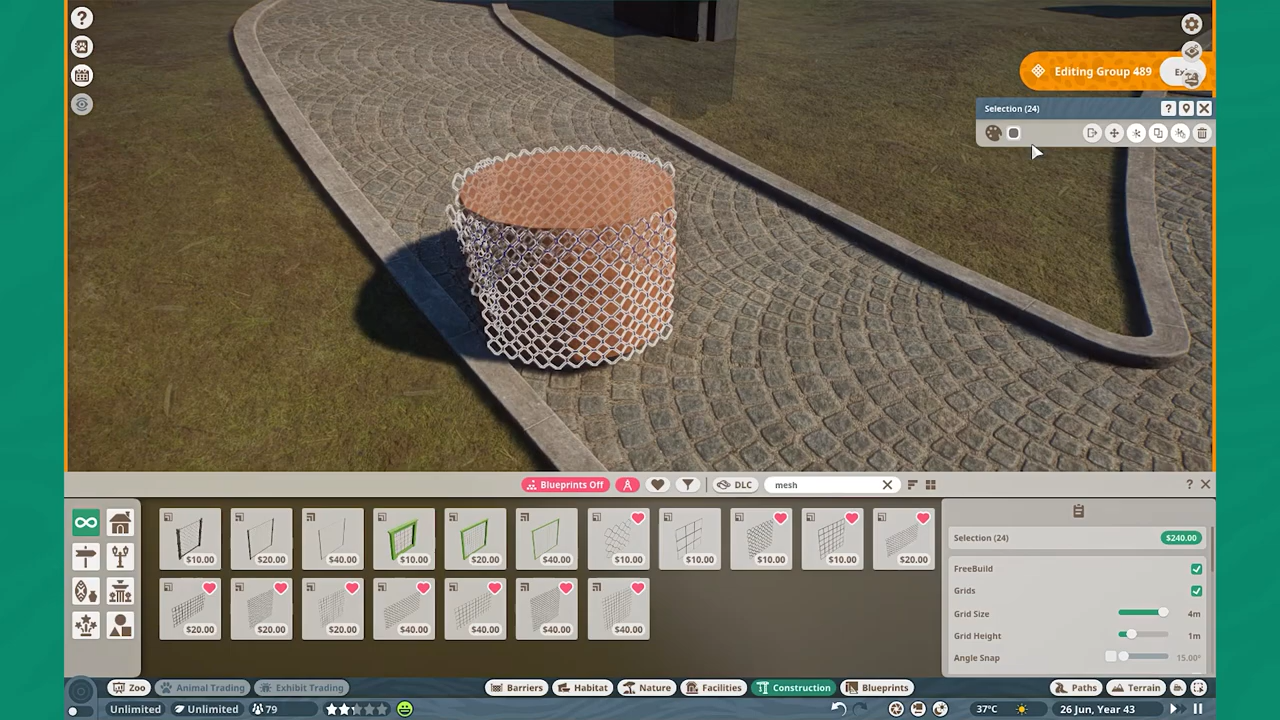 ?
Editing Group 489
Ex
Selection (24)
?
Blueprints Off
DLC
mesh
?
$10.00
$20.00
$40.00
$10.00
$20.00
$40.00
$10.00
$10.00
$10.00
$10.00
$20.00
$20.00
$20.00
$20.00
$40.00
$40.00
$40.00
$40.00
Selection (24)
$240.00
FreeBuild
Grids
Grid Size
4m
Grid Height
1m
Angle Snap
15.00°
Zoo
Animal Trading
Exhibit Trading
Barriers
Habitat
Nature
Facilities
Construction
Blueprints
Paths
Terrain
Unlimited
Unlimited
79
37°C
26 Jun, Year 43